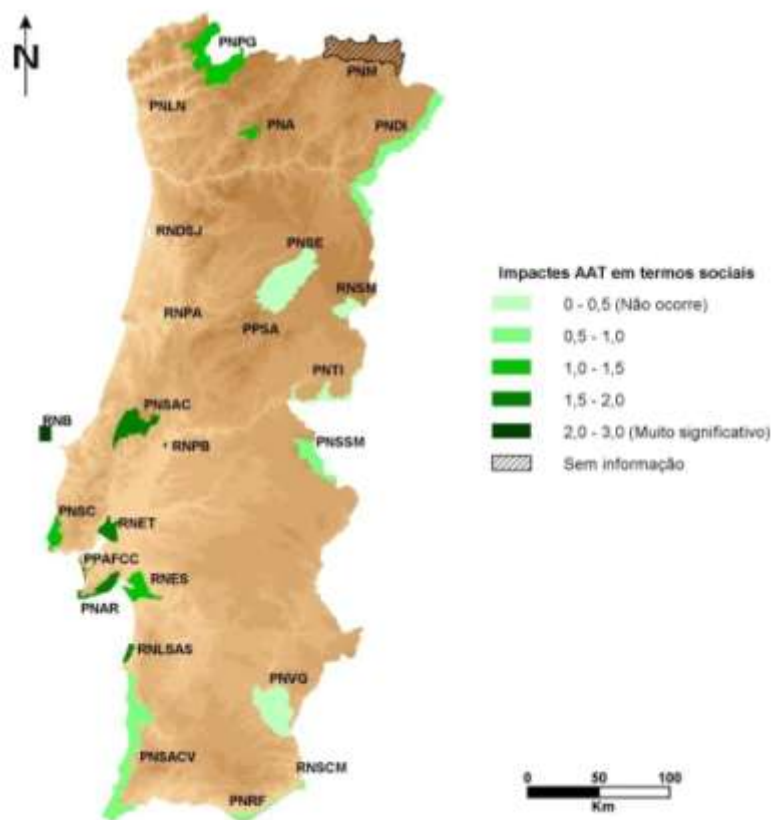 N
PNPG
PNM
PNLN
PNA
PNDI
RNDSJ
PNSE
RNSM
RNPA
PPSA
PNTI
PNSAC
RNB
RNPB
PNSSM
PNSC
RNET
PPAFCC
RNES
PNAR
RNLSAS
PNVG
PNSACV
RNSCM
PNRF
Impactes AAT em termos sociais
0 - 0,5 (Não ocorre)
0,5 - 1,0
1,0 - 1,5
1,5 - 2,0
2,0 - 3,0 (Muito significativo)
Sem informação
0 50 100
Km